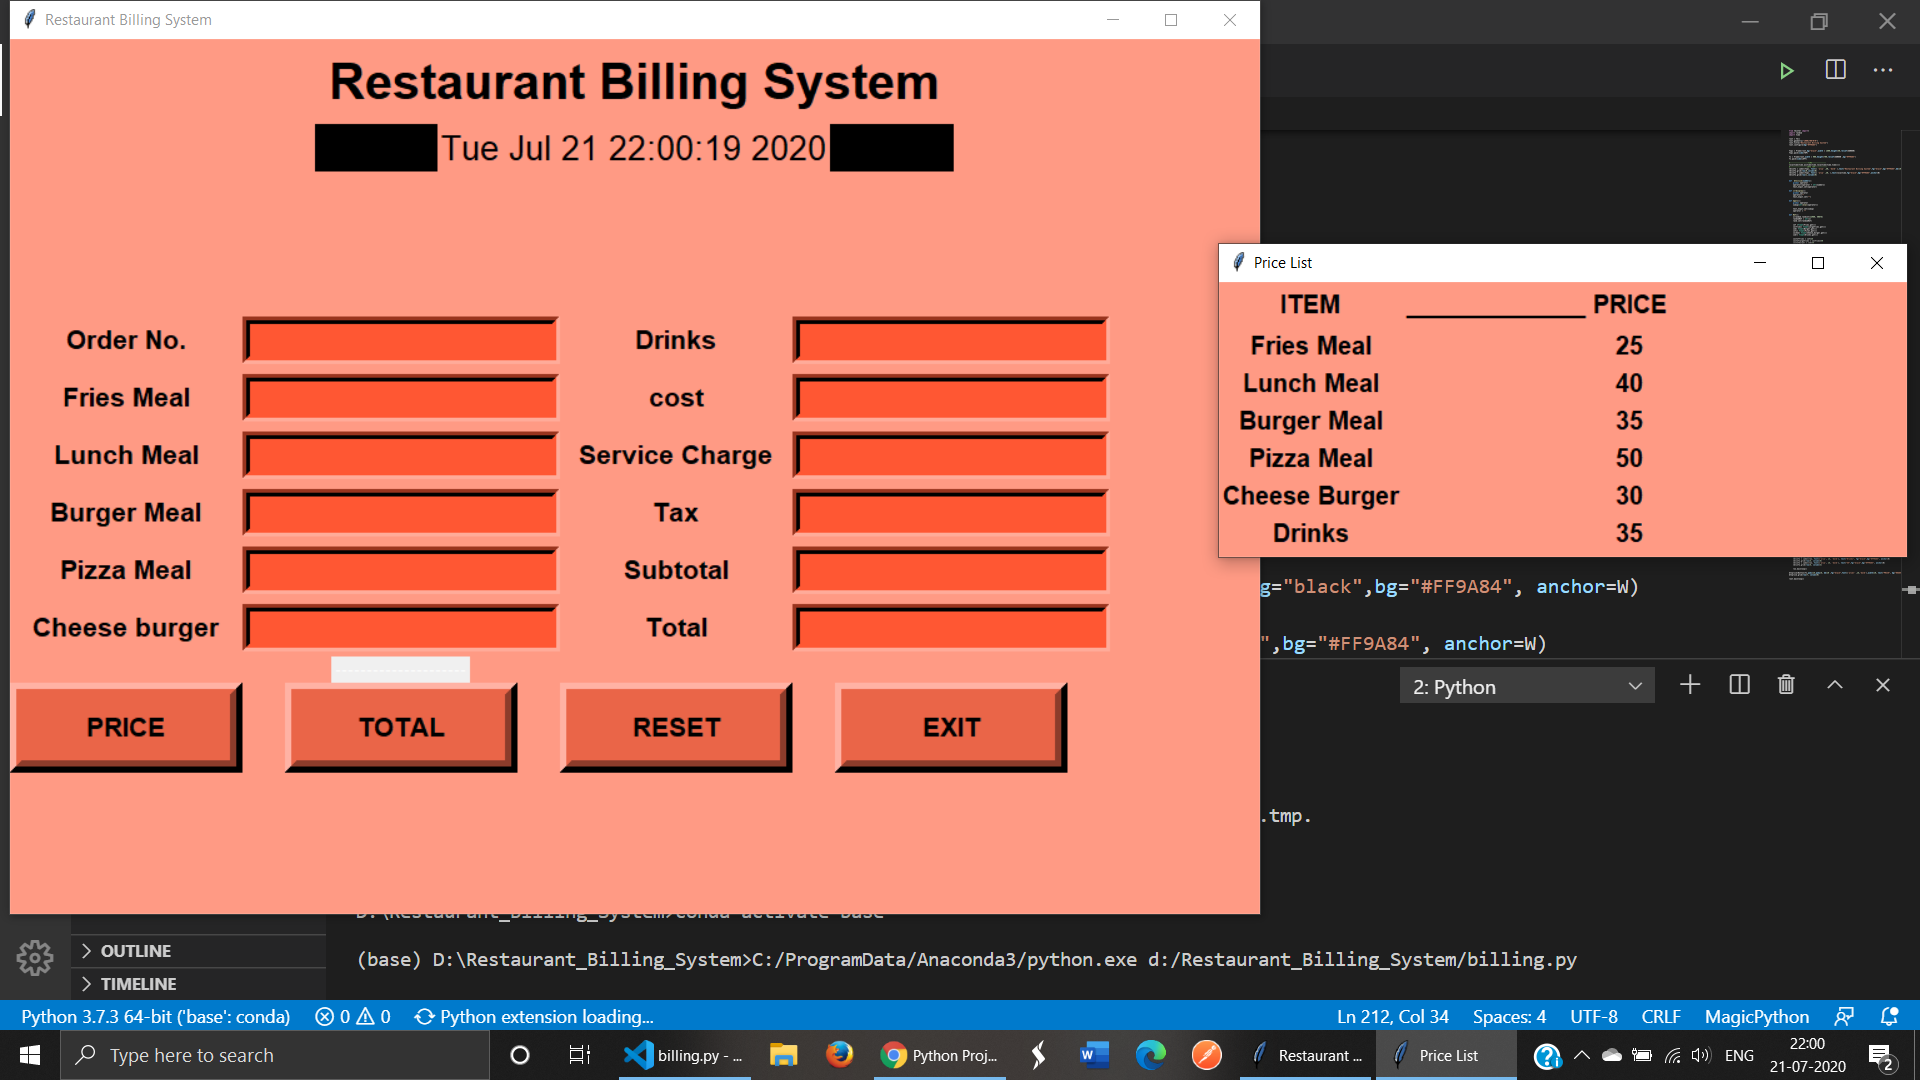 Restaurant Billing System
Restaurant Billing System
Tue Jul 21 22:00:19 2020
Order No.
Drinks
Fries Meal
cost
Lunch Meal
Service Charge
Burger Meal
Tax
Pizza Meal
Subtotal
Cheese burger
Total
PRICE
TOTAL
RESET
EXIT
Price List
ITEM ____________ PRICE
Fries Meal 25
Lunch Meal 40
Burger Meal 35
Pizza Meal 50
Cheese Burger 30
Drinks 35
g="black",bg="#FF9A84", anchor=W)
",bg="#FF9A84", anchor=W)
2: Python
.tmp.
D:\Restaurant_Billing_System>conda activate base
(base) D:\Restaurant_Billing_System>C:/ProgramData/Anaconda3/python.exe d:/Restaurant_Billing_System/billing.py
OUTLINE
TIMELINE
Python 3.7.3 64-bit ('base': conda) 0 0 Python extension loading... Ln 212, Col 34 Spaces: 4 UTF-8 CRLF MagicPython
Type here to search
billing.py - ...
Python Proj...
Restaurant ...
Price List
ENG
22:00
21-07-2020
2